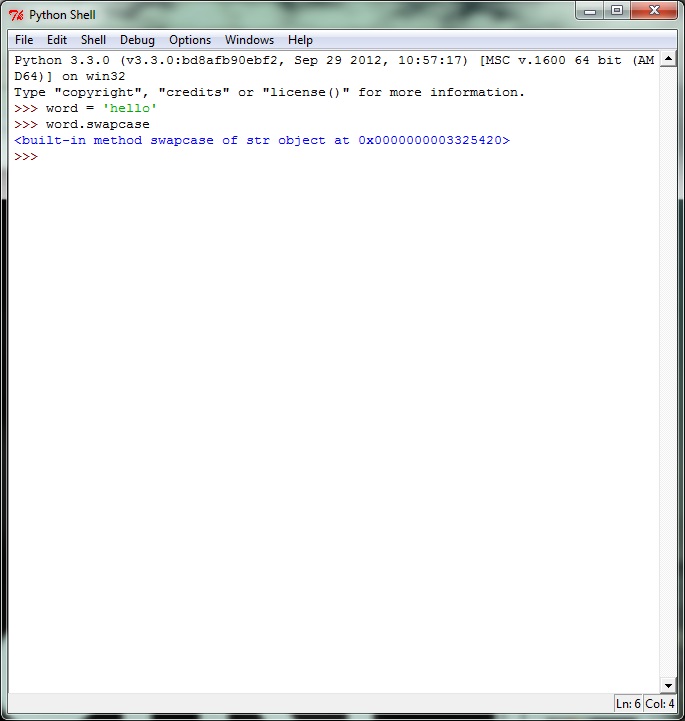 Python Shell
File Edit Shell Debug Options Windows Help
Python 3.3.0 (v3.3.0:bd8afb90ebf2, Sep 29 2012, 10:57:17) [MSC v.1600 64 bit (AM
D64)] on win32
Type "copyright", "credits" or "license()" for more information.
>>> word = 'hello'
>>> word.swapcase
<built-in method swapcase of str object at 0x0000000003325420>
>>>
Ln: 6 Col: 4